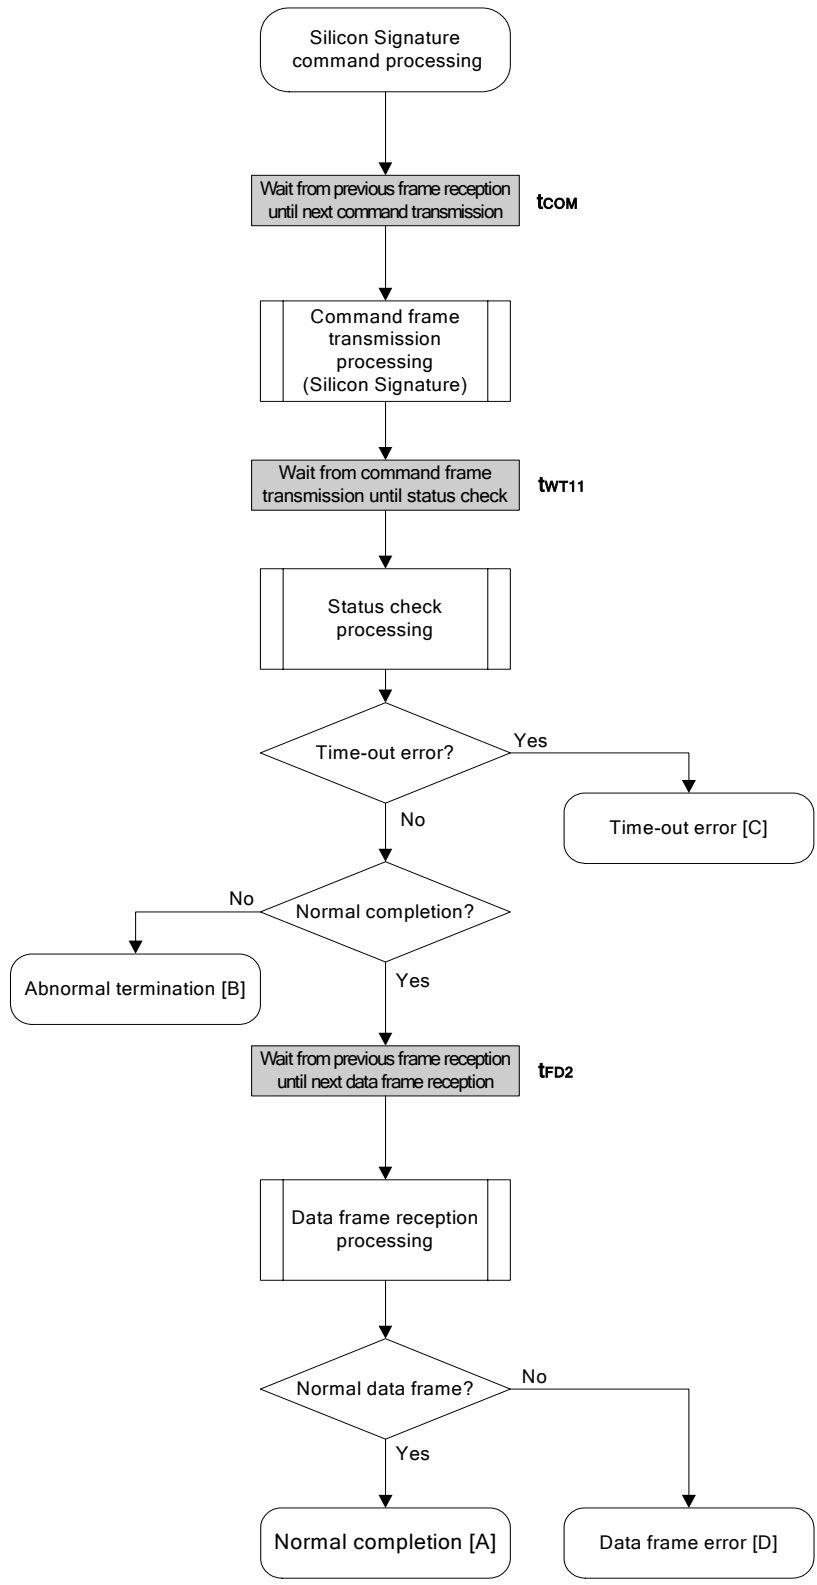 Silicon Signature
command processing
Wait from previous frame reception
until next command transmission
tCOM
Command frame
transmission
processing
(Silicon Signature)
Wait from command frame
transmission until status check
tWT11
Status check
processing
Time-out error?
Yes
Time-out error [C]
No
Normal completion?
No
Abnormal termination [B]
Yes
Wait from previous frame reception
until next data frame reception
tFD2
Data frame reception
processing
Normal data frame?
No
Yes
Normal completion [A]
Data frame error [D]